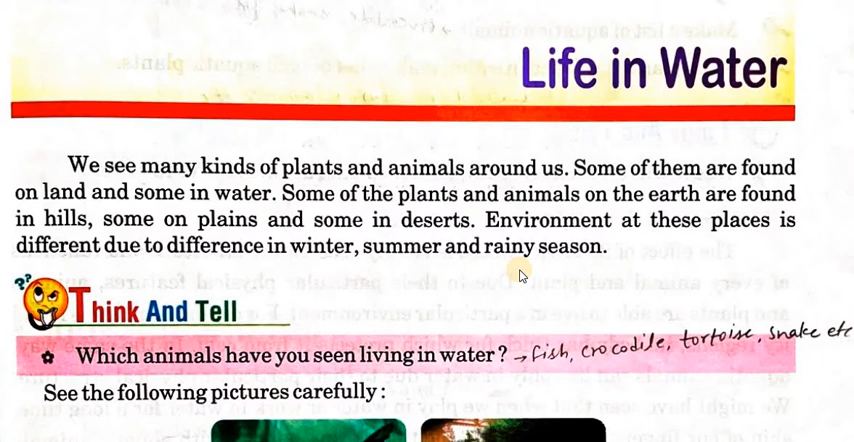 Life in Water
We see many kinds of plants and animals around us. Some of them are found
on land and some in water. Some of the plants and animals on the earth are found
in hills, some on plains and some in deserts. Environment at these places is
different due to difference in winter, summer and rainy season.
??
Think And Tell
Which animals have you seen living in water? → Fish, crocodile, tortoise, snake etc
See the following pictures carefully: